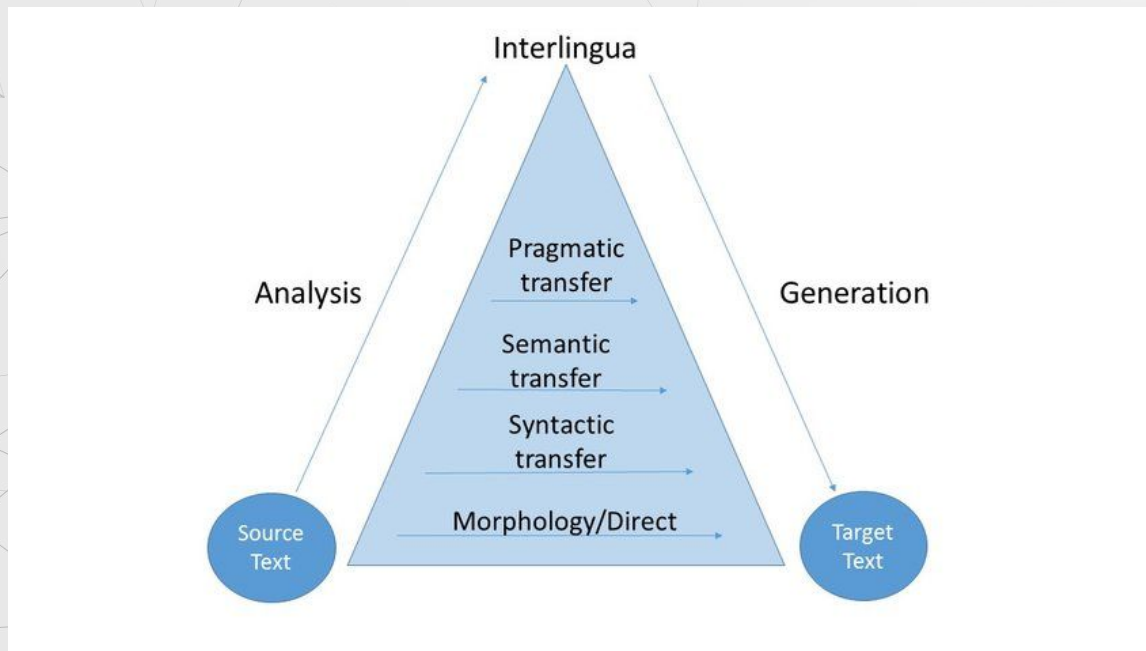 Interlingua
Pragmatic
transfer
Analysis
Generation
Semantic
transfer
Syntactic
transfer
Morphology/Direct
Source
Text
Target
Text